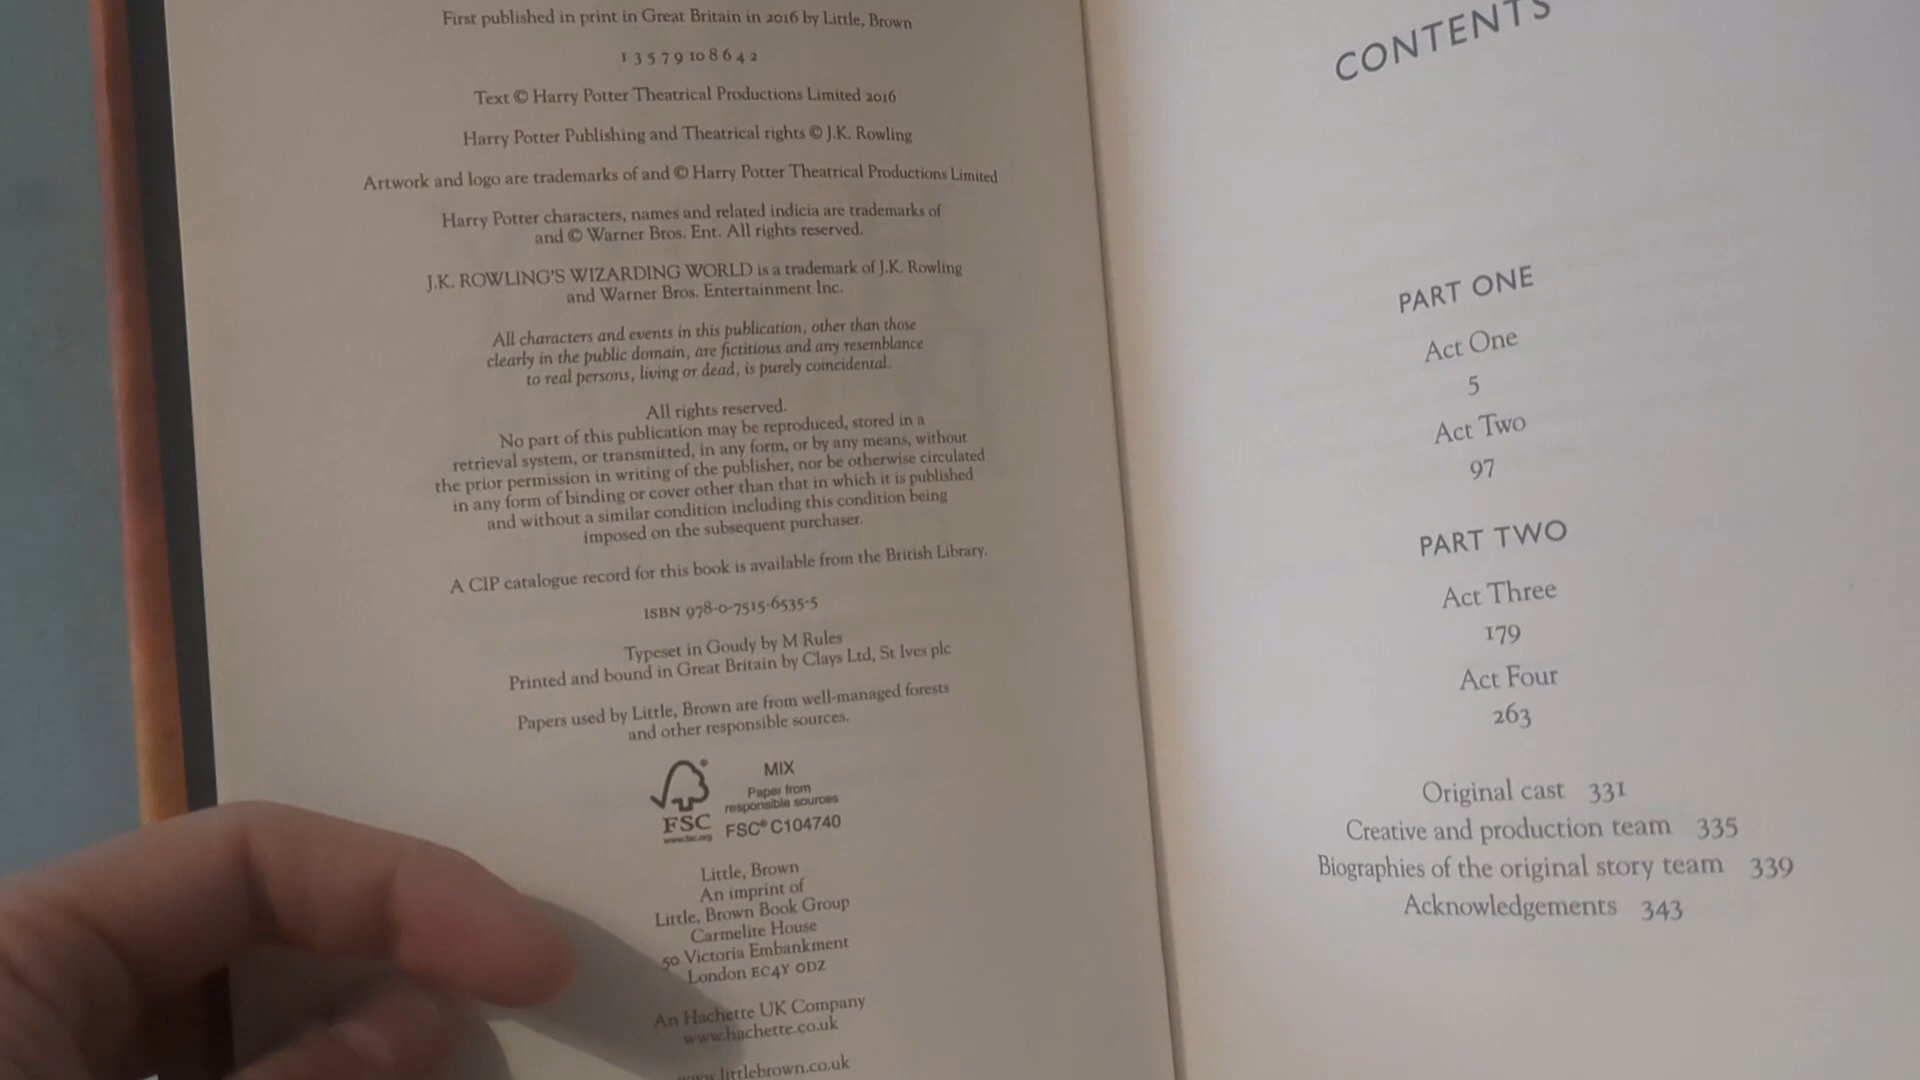 First published in print in Great Britain in 2016 by Little, Brown
1 3 5 7 9 10 8 6 4 2
Text © Harry Potter Theatrical Productions Limited 2016
Harry Potter Publishing and Theatrical rights © J.K. Rowling
Artwork and logo are trademarks of and © Harry Potter Theatrical Productions Limited
Harry Potter characters, names and related indicia are trademarks of
and © Warner Bros. Ent. All rights reserved.
J.K. ROWLING'S WIZARDING WORLD is a trademark of J.K. Rowling
and Warner Bros. Entertainment Inc.
All characters and events in this publication, other than those
clearly in the public domain, are fictitious and any resemblance
to real persons, living or dead, is purely coincidental.
All rights reserved.
No part of this publication may be reproduced, stored in a
retrieval system, or transmitted, in any form, or by any means, without
the prior permission in writing of the publisher, nor be otherwise circulated
in any form of binding or cover other than that in which it is published
and without a similar condition including this condition being
imposed on the subsequent purchaser.
A CIP catalogue record for this book is available from the British Library.
ISBN 978-0-7515-6535-5
Typeset in Goudy by M Rules
Printed and bound in Great Britain by Clays Ltd, St Ives plc
Papers used by Little, Brown are from well-managed forests
and other responsible sources.
MIX
Paper from
responsible sources
FSC® C104740
FSC
www.fsc.org
Little, Brown
An imprint of
Little, Brown Book Group
Carmelite House
50 Victoria Embankment
London EC4Y 0DZ
An Hachette UK Company
www.hachette.co.uk
www.littlebrown.co.uk
CONTENTS
PART ONE
Act One
5
Act Two
97
PART TWO
Act Three
179
Act Four
263
Original cast 331
Creative and production team 335
Biographies of the original story team 339
Acknowledgements 343